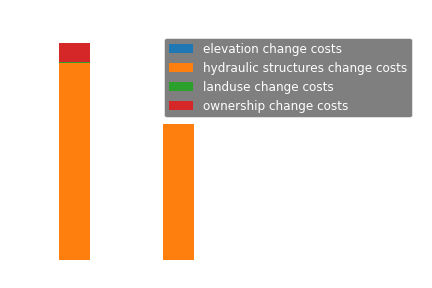 elevation change costs
hydraulic structures change costs
landuse change costs
ownership change costs